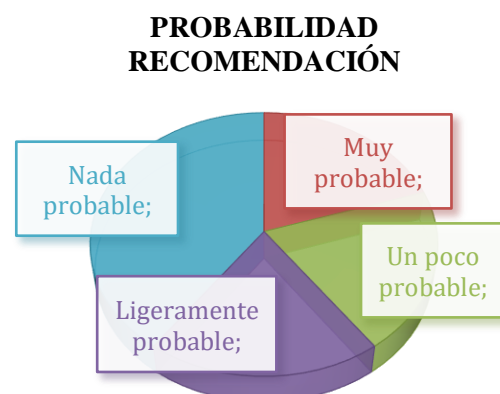 PROBABILIDAD
RECOMENDACIÓN
Muy
probable;
Nada
probable;
Un poco
probable;
Ligeramente
probable;